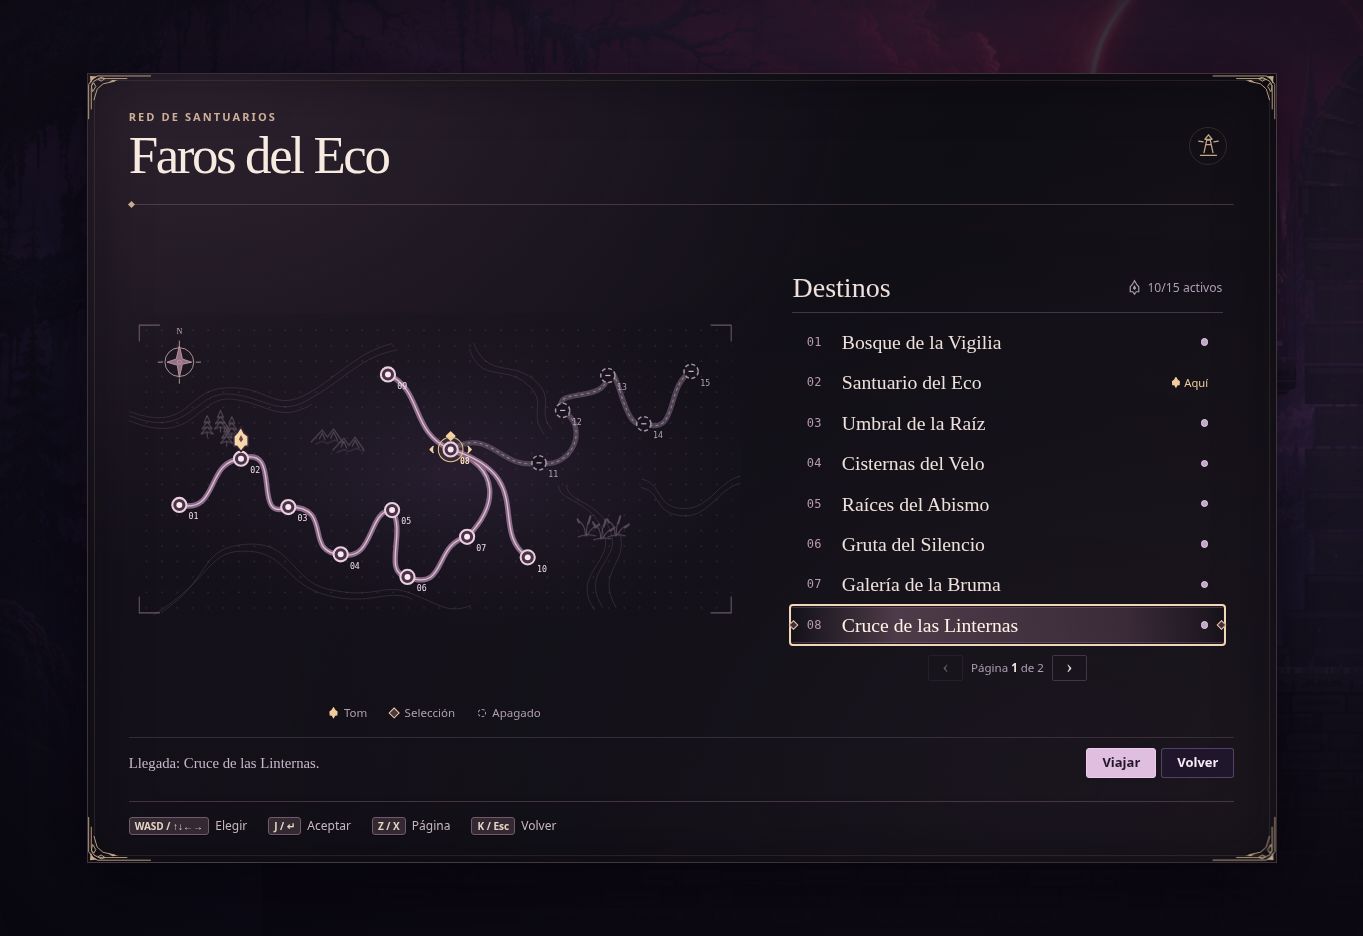 RED DE SANTUARIOS
Faros del Eco
Destinos
10/15 activos
N
09
13
15
12
14
08
11
02
01
03
05
04
07
06
10
01 Bosque de la Vigilia
02 Santuario del Eco Aquí
03 Umbral de la Raíz
04 Cisternas del Velo
05 Raíces del Abismo
06 Gruta del Silencio
07 Galería de la Bruma
08 Cruce de las Linternas
‹ Página 1 de 2 ›
Tom Selección Apagado
Llegada: Cruce de las Linternas.
Viajar Volver
WASD / ↑↓←→ Elegir J / ↵ Aceptar Z / X Página K / Esc Volver